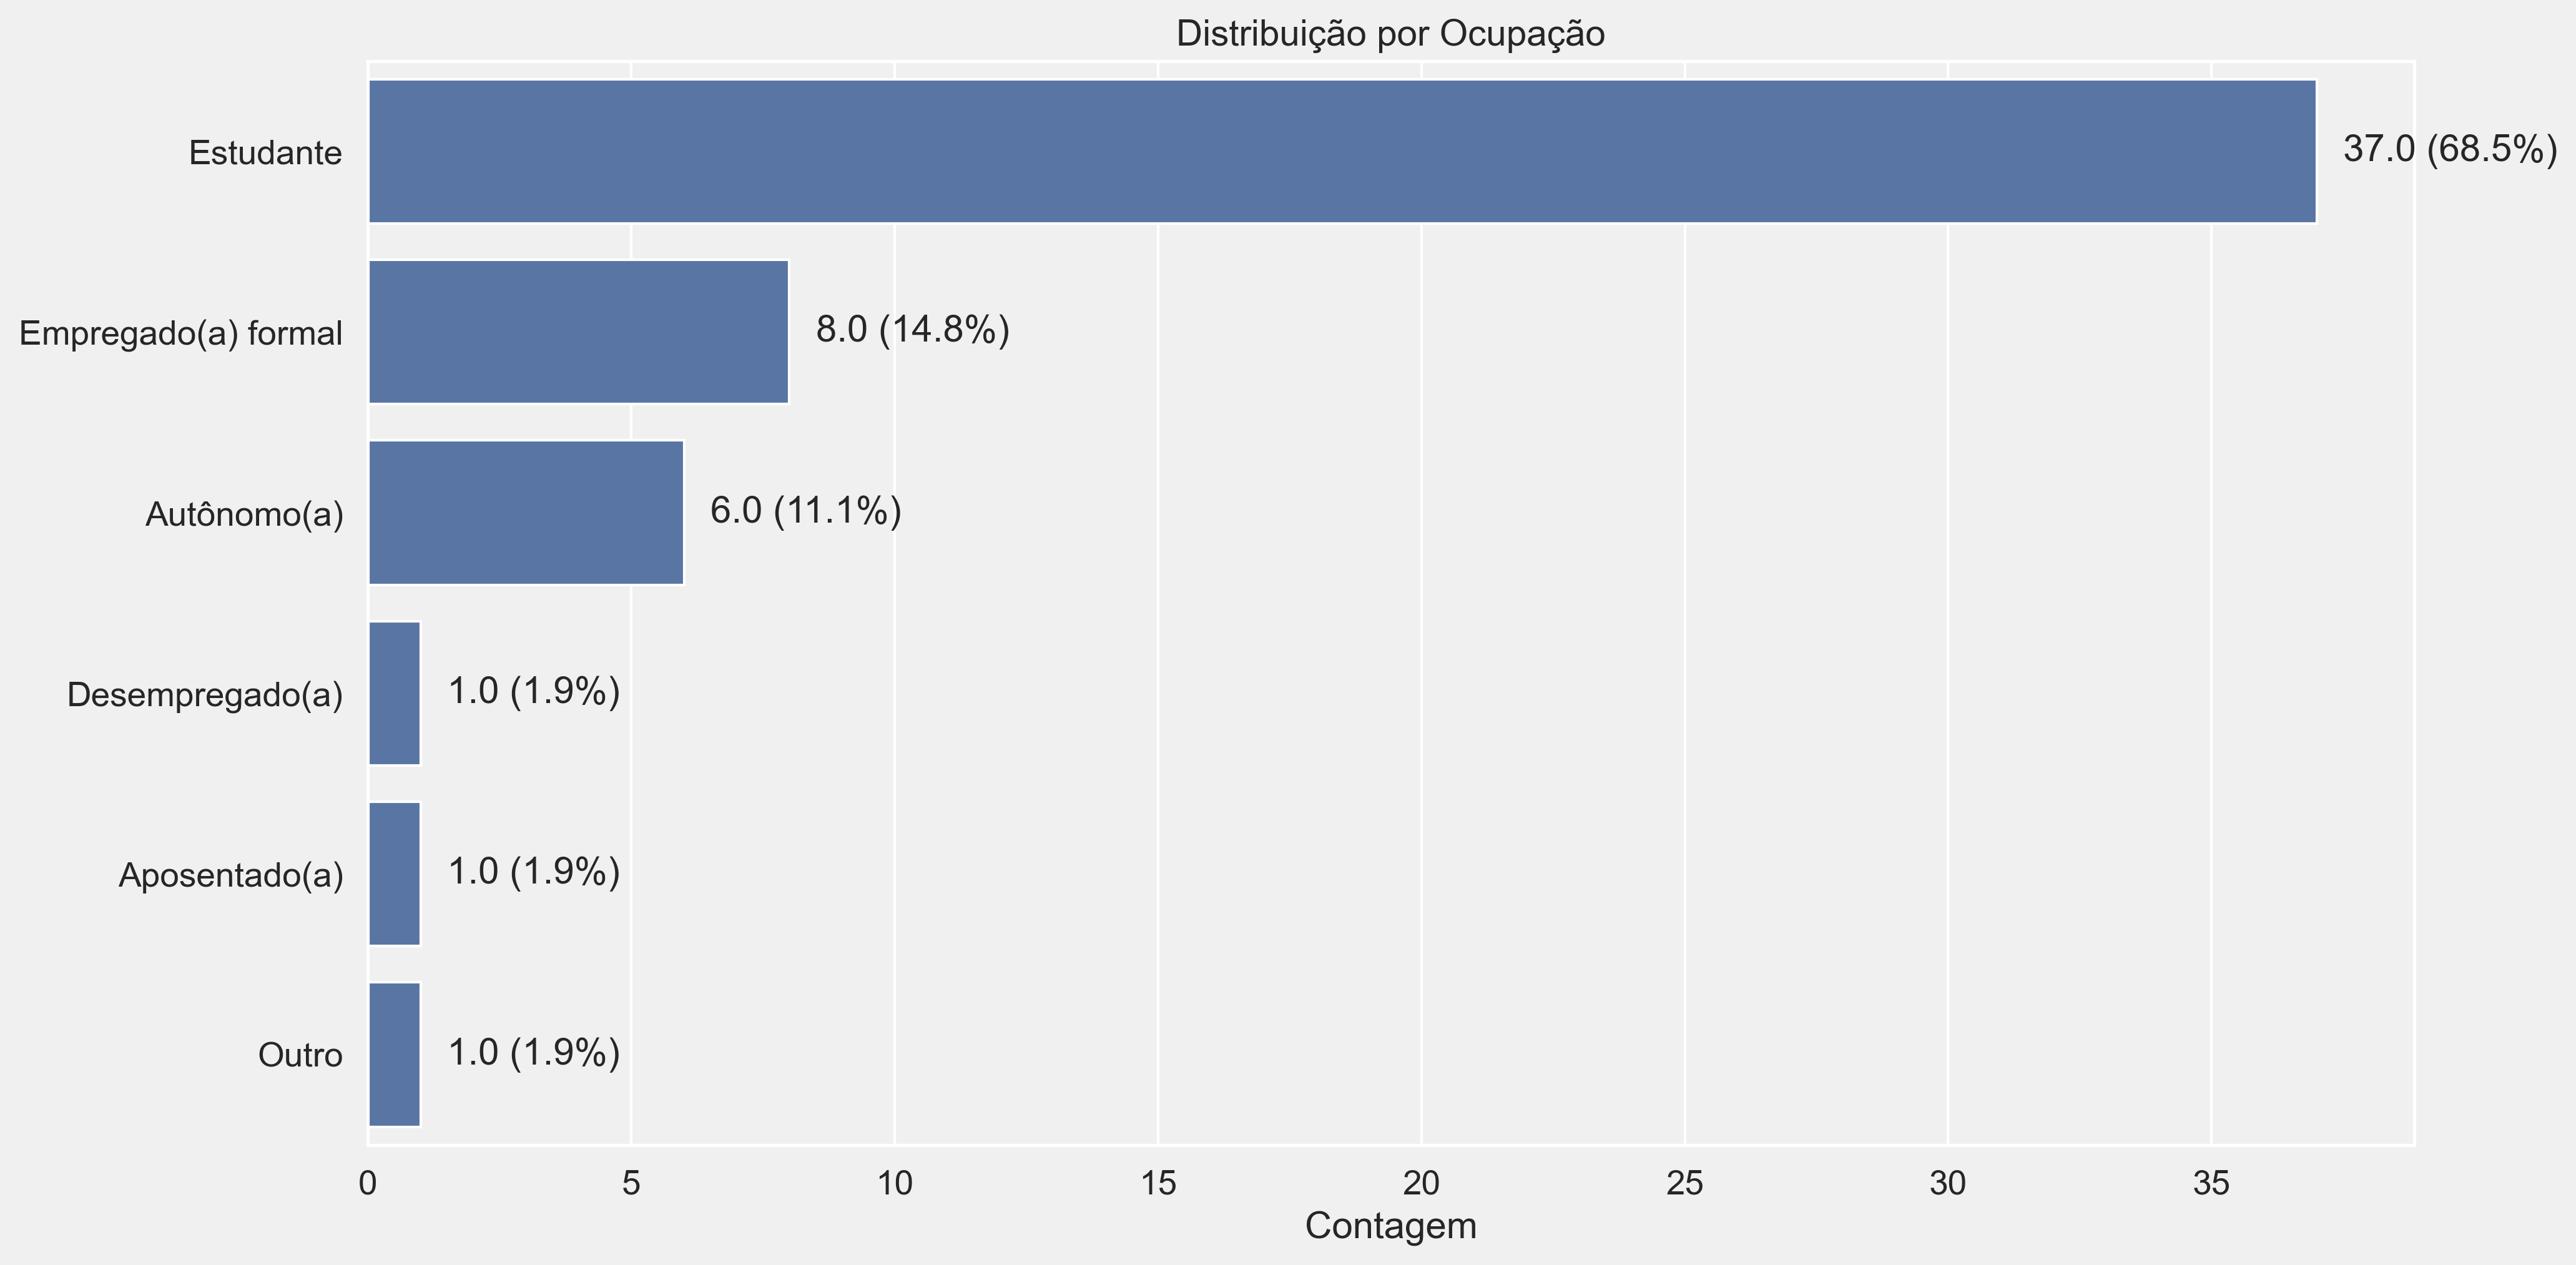 Distribuição por Ocupação
Estudante
37.0 (68.5%)
Empregado(a) formal
8.0 (14.8%)
Autônomo(a)
6.0 (11.1%)
Desempregado(a)
1.0 (1.9%)
Aposentado(a)
1.0 (1.9%)
Outro
1.0 (1.9%)
0 5 10 15 20 25 30 35
Contagem